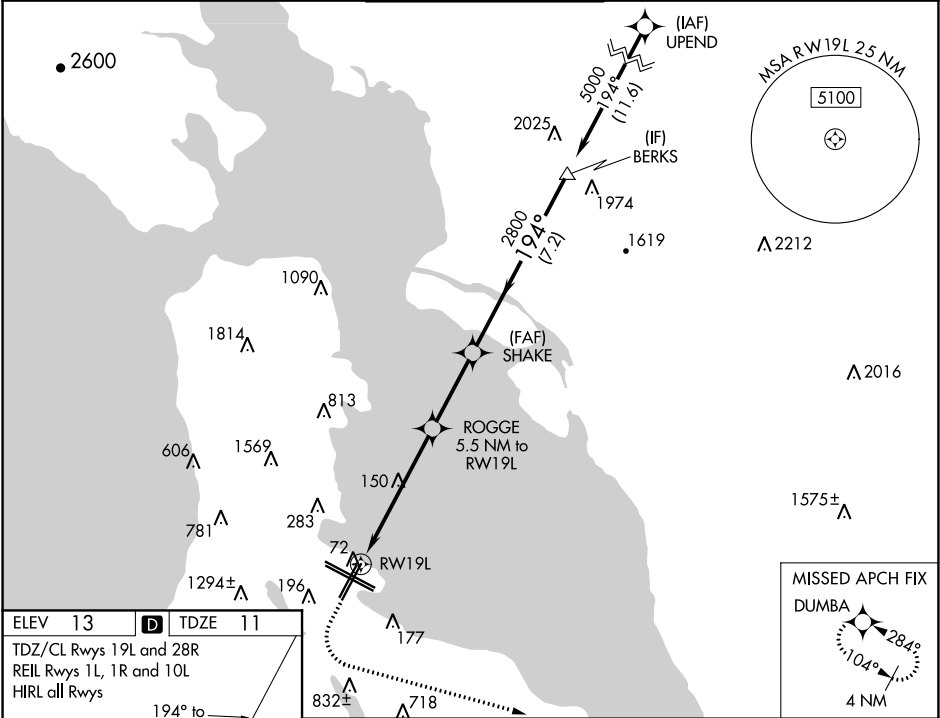 (IAF)
UPEND
2600
MSA RW19L 25 NM
5100
5000
194°
(11.6)
2025
(IF)
BERKS
1974
2800
194°
(7.2)
1619
2212
1090
1814
(FAF)
SHAKE
2016
813
ROGGE
5.5 NM to
RW19L
606
1569
150
1575±
781
283
72
RW19L
1294±
196
177
MISSED APCH FIX
DUMBA
284°
104°
4 NM
ELEV 13 D TDZE 11
TDZ/CL Rwys 19L and 28R
REIL Rwys 1L, 1R and 10L
HIRL all Rwys
194° to
832±
718